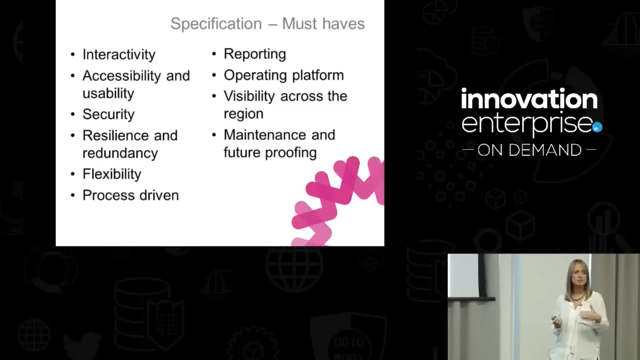 Specification – Must haves
• Interactivity
• Accessibility and
usability
• Security
• Resilience and
redundancy
• Flexibility
• Process driven
• Reporting
• Operating platform
• Visibility across the
region
• Maintenance and
future proofing
innovation
enterprise
— ON DEMAND —